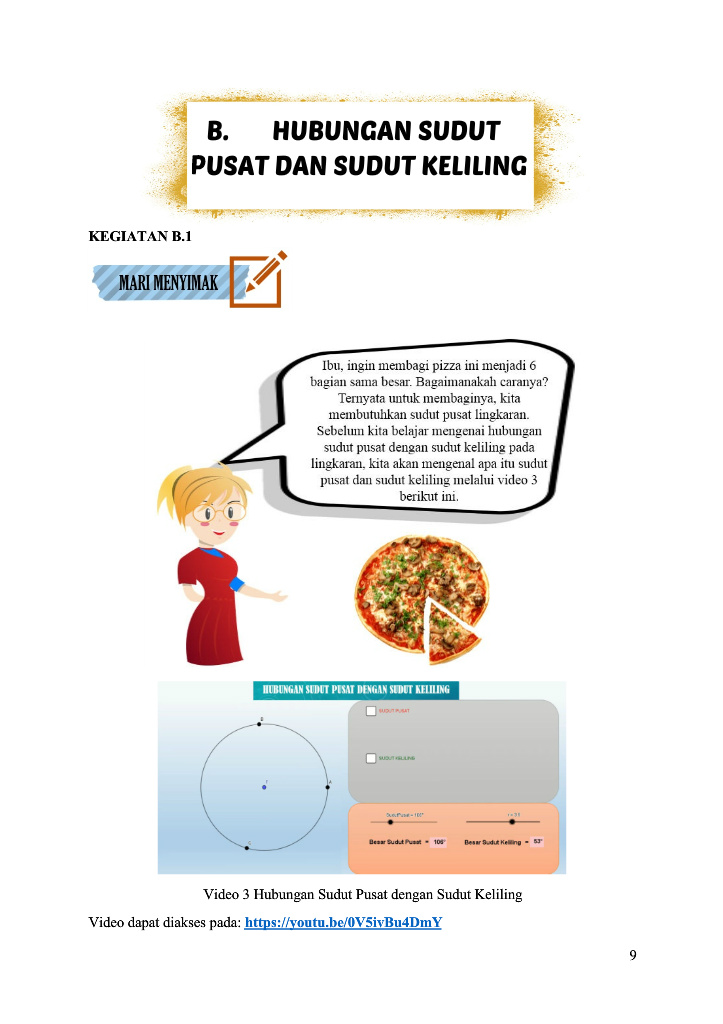 B. HUBUNGAN SUDUT
PUSAT DAN SUDUT KELILING
KEGIATAN B.1
MARI MENYIMAK
Ibu, ingin membagi pizza ini menjadi 6
bagian sama besar. Bagaimanakah caranya?
Ternyata untuk membaginya, kita
membutuhkan sudut pusat lingkaran.
Sebelum kita belajar mengenai hubungan
sudut pusat dengan sudut keliling pada
lingkaran, kita akan mengenal apa itu sudut
pusat dan sudut keliling melalui video 3
berikut ini.
HUBUNGAN SUDUT PUSAT DENGAN SUDUT KELILING
SUDUT PUSAT
B
A
SUDUT KELILING
Besar Sudut Pusat = 106°
Besar Sudut Keliling = 53°
Video 3 Hubungan Sudut Pusat dengan Sudut Keliling
Video dapat diakses pada: https://youtu.be/0V5ivBu4DmY
9